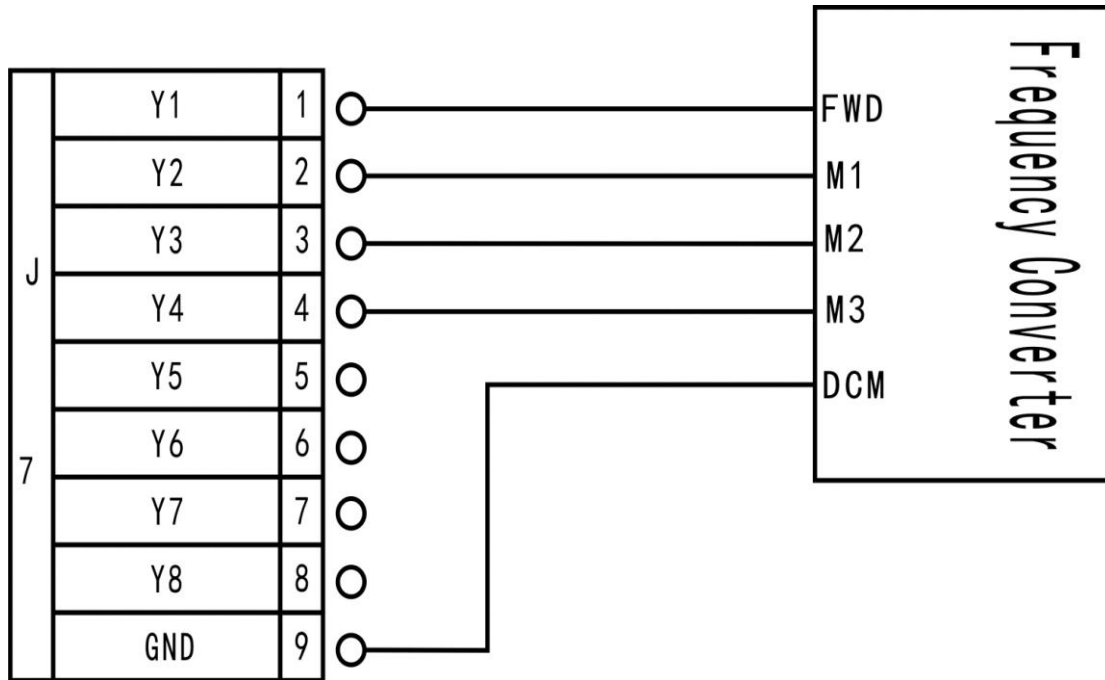 J7
Y1 1
Y2 2
Y3 3
Y4 4
Y5 5
Y6 6
Y7 7
Y8 8
GND 9
FWD
M1
M2
M3
DCM
Frequency Converter